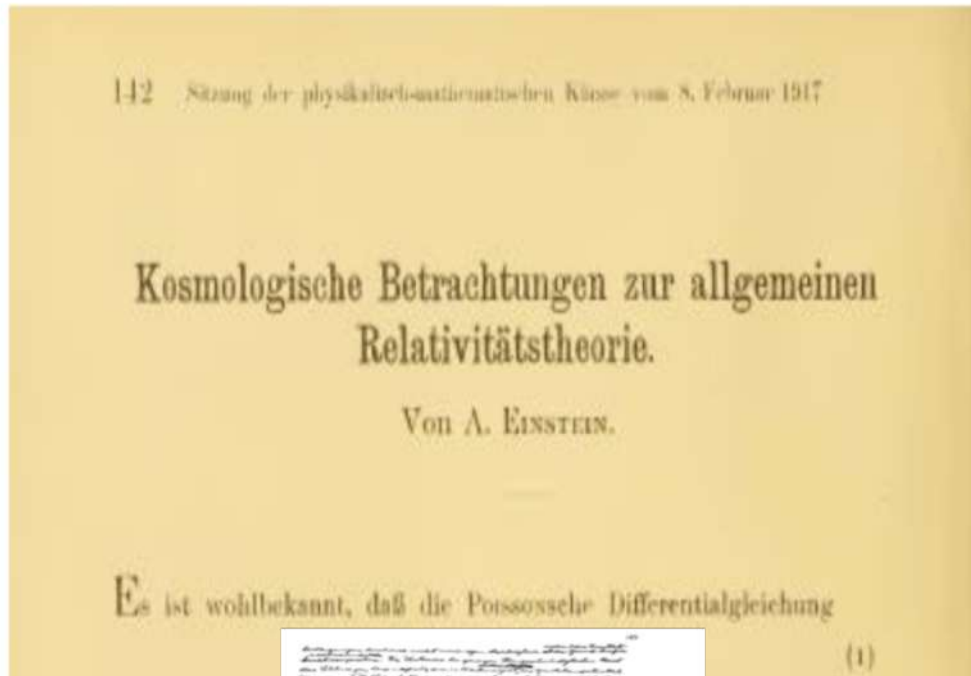 142 Sitzung der physikalisch-mathematischen Klasse vom 8. Februar 1917
Kosmologische Betrachtungen zur allgemeinen
Relativitätstheorie.
Von A. Einstein.
Es ist wohlbekannt, daß die Poissonsche Differentialgleichung
(1)